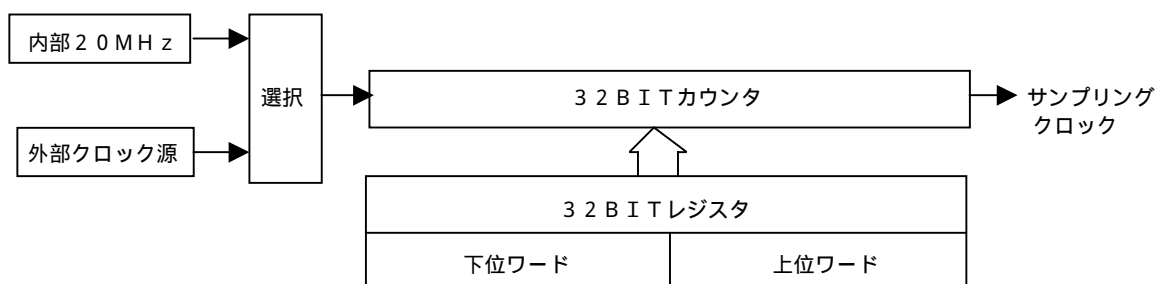 内部２０ＭＨｚ
選択
３２ＢＩＴカウンタ
サンプリング
クロック
外部クロック源
３２ＢＩＴレジスタ
下位ワード
上位ワード